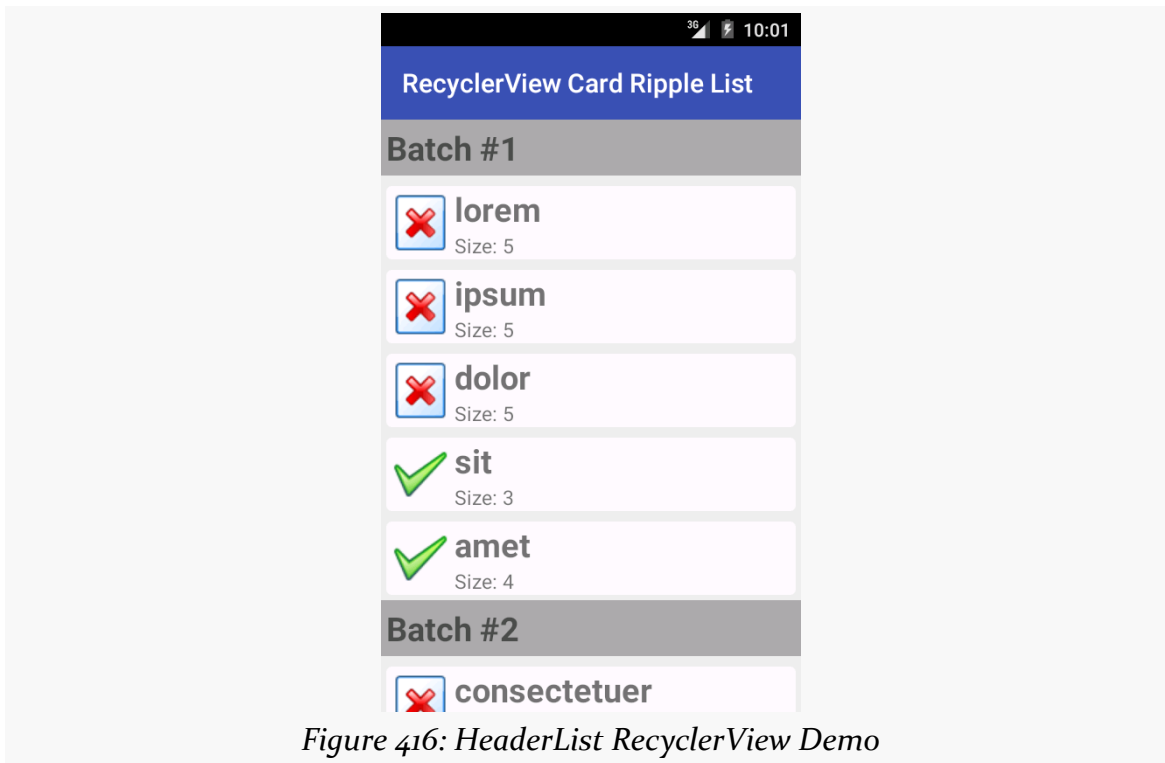 3G 10:01
RecyclerView Card Ripple List
Batch #1
lorem
Size: 5
ipsum
Size: 5
dolor
Size: 5
sit
Size: 3
amet
Size: 4
Batch #2
consectetuer
Figure 416: HeaderList RecyclerView Demo